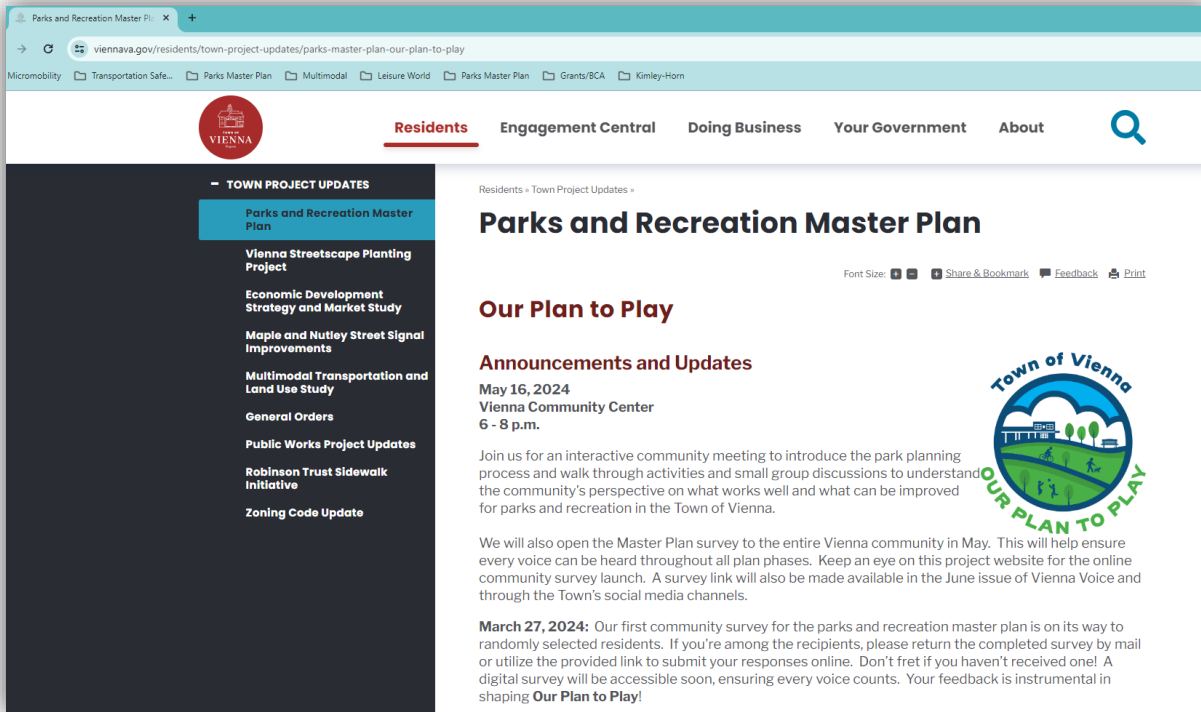 Parks and Recreation Master Pl
viennava.gov/residents/town-project-updates/parks-master-plan-our-plan-to-play
Micromobility Transportation Safe... Parks Master Plan Multimodal Leisure World Parks Master Plan Grants/BCA Kimley-Horn
TOWN OF
VIENNA
Residents Engagement Central Doing Business Your Government About
TOWN PROJECT UPDATES
Parks and Recreation Master
Plan
Vienna Streetscape Planting
Project
Economic Development
Strategy and Market Study
Maple and Nutley Street Signal
Improvements
Multimodal Transportation and
Land Use Study
General Orders
Public Works Project Updates
Robinson Trust Sidewalk
Initiative
Zoning Code Update
Residents » Town Project Updates »
Parks and Recreation Master Plan
Font Size: + - + Share & Bookmark Feedback Print
Our Plan to Play
Announcements and Updates
May 16, 2024
Vienna Community Center
6 - 8 p.m.
Town of Vienna
OUR PLAN TO PLAY
Join us for an interactive community meeting to introduce the park planning
process and walk through activities and small group discussions to understand
the community's perspective on what works well and what can be improved
for parks and recreation in the Town of Vienna.
We will also open the Master Plan survey to the entire Vienna community in May.  This will help ensure
every voice can be heard throughout all plan phases.  Keep an eye on this project website for the online
community survey launch.  A survey link will also be made available in the June issue of Vienna Voice and
through the Town's social media channels.
March 27, 2024:  Our first community survey for the parks and recreation master plan is on its way to
randomly selected residents.  If you're among the recipients, please return the completed survey by mail
or utilize the provided link to submit your responses online.  Don't fret if you haven't received one!  A
digital survey will be accessible soon, ensuring every voice counts.  Your feedback is instrumental in
shaping Our Plan to Play!